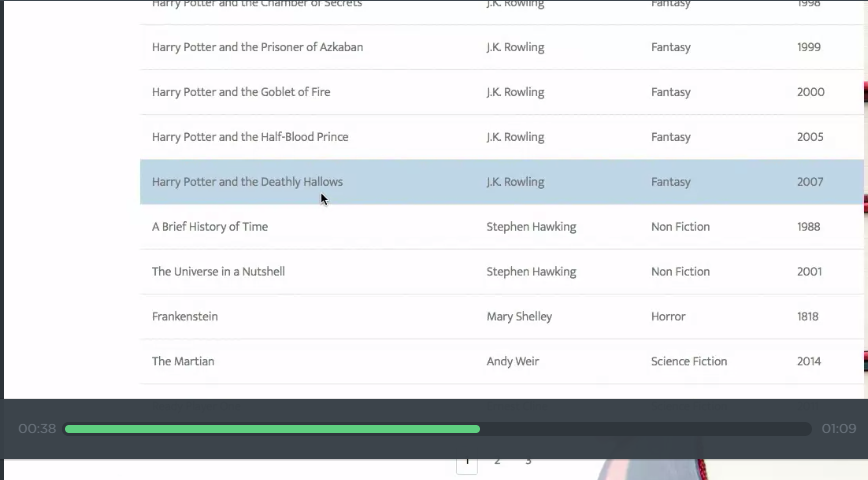 Harry Potter and the Chamber of Secrets J.K. Rowling Fantasy 1998
Harry Potter and the Prisoner of Azkaban J.K. Rowling Fantasy 1999
Harry Potter and the Goblet of Fire J.K. Rowling Fantasy 2000
Harry Potter and the Half-Blood Prince J.K. Rowling Fantasy 2005
Harry Potter and the Deathly Hallows J.K. Rowling Fantasy 2007
A Brief History of Time Stephen Hawking Non Fiction 1988
The Universe in a Nutshell Stephen Hawking Non Fiction 2001
Frankenstein Mary Shelley Horror 1818
The Martian Andy Weir Science Fiction 2014
00:38 01:09
1 2 3